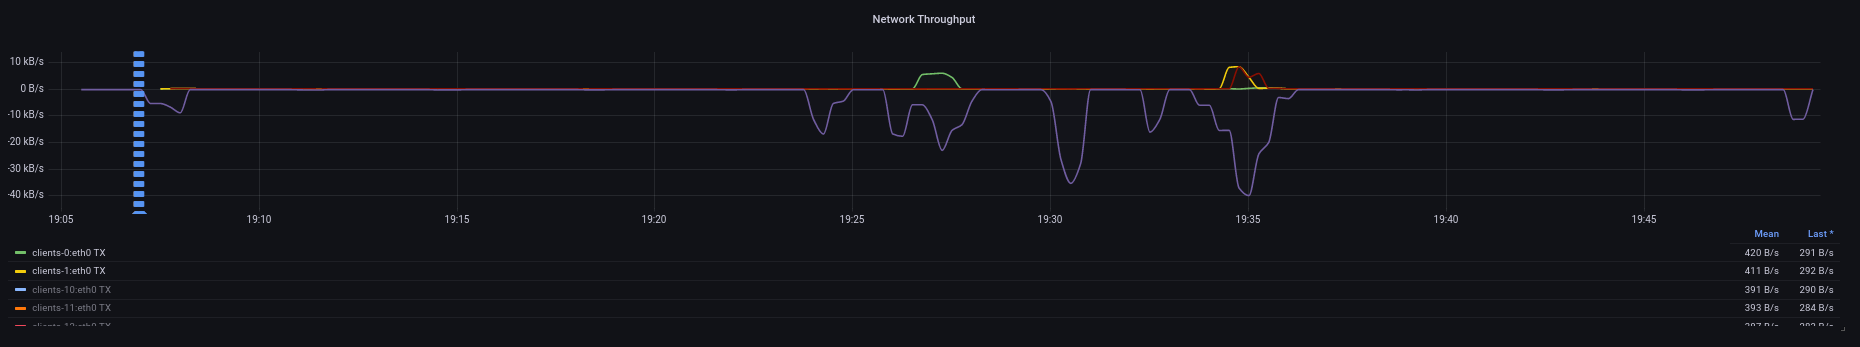 Network Throughput
10 kB/s
0 B/s
-10 kB/s
-20 kB/s
-30 kB/s
-40 kB/s
19:05 19:10 19:15 19:20 19:25 19:30 19:35 19:40 19:45
Mean Last *
clients-0:eth0 TX 420 B/s 291 B/s
clients-1:eth0 TX 411 B/s 292 B/s
clients-10:eth0 TX 391 B/s 290 B/s
clients-11:eth0 TX 393 B/s 284 B/s